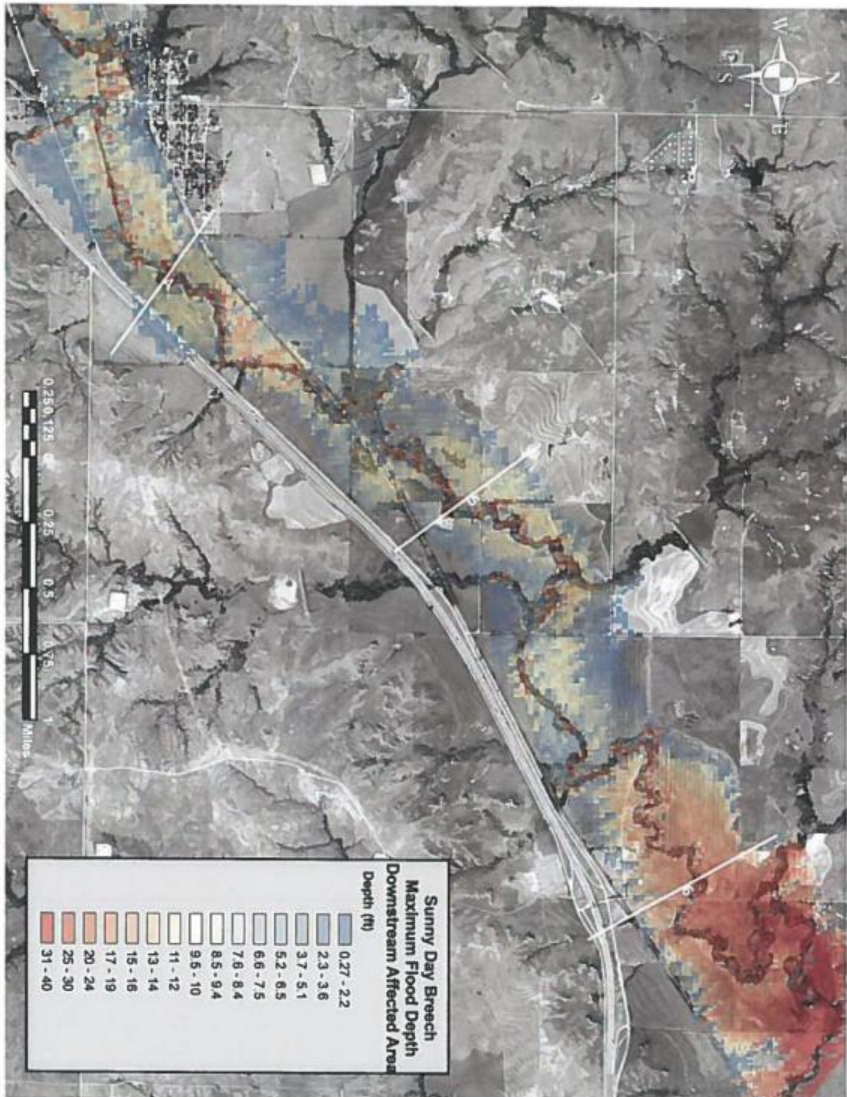 W
N
S
E
5
6
0.25
0.125
0
0.25
0.5
0.75
1
Miles
Sunny Day Breech
Maximum Flood Depth
Downstream Affected Area
Depth (ft)
0.27 - 2.2
2.3 - 3.6
3.7 - 5.1
5.2 - 6.5
6.6 - 7.5
7.6 - 8.4
8.5 - 9.4
9.5 - 10
11 - 12
13 - 14
15 - 16
17 - 19
20 - 24
25 - 30
31 - 40